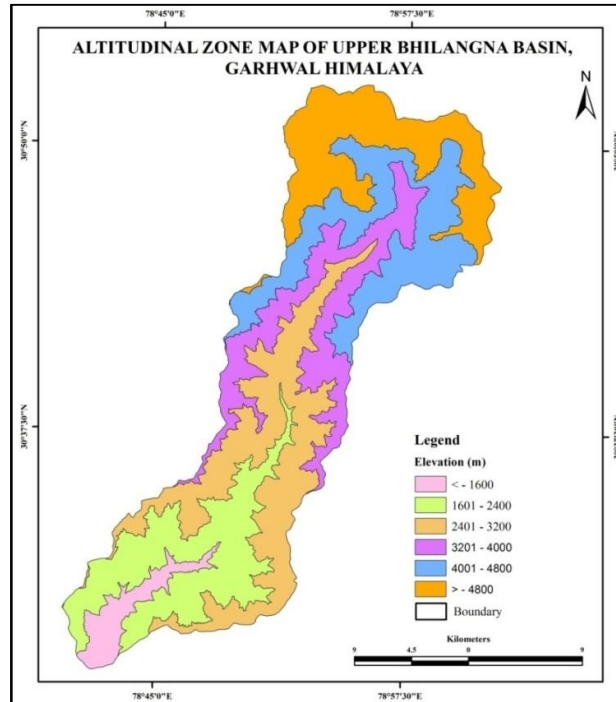 78°45'0"E
78°57'30"E
ALTITUDINAL ZONE MAP OF UPPER BHILANGNA BASIN,
GARHWAL HIMALAYA
N
30°50'0"N
30°37'30"N
Legend
Elevation (m)
< - 1600
1601 - 2400
2401 - 3200
3201 - 4000
4001 - 4800
> - 4800
Boundary
Kilometers
9 4.5 0 9
78°45'0"E
78°57'30"E